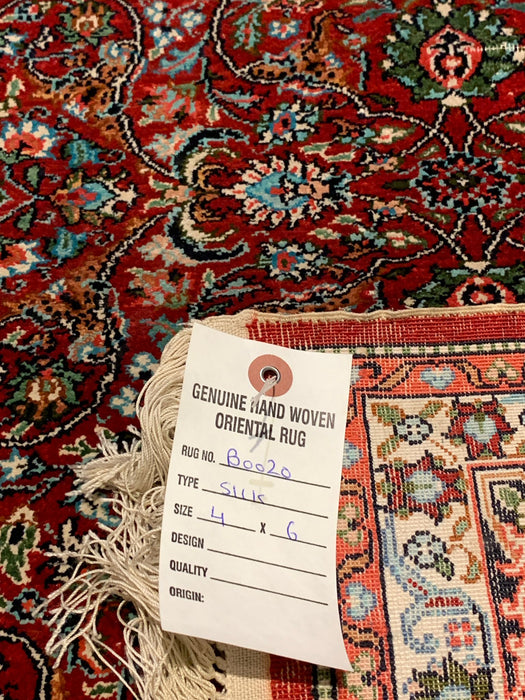 GENUINE HAND WOVEN
ORIENTAL RUG
RUG NO. B0020
TYPE SILK
SIZE 4 X 6
DESIGN
QUALITY
ORIGIN: